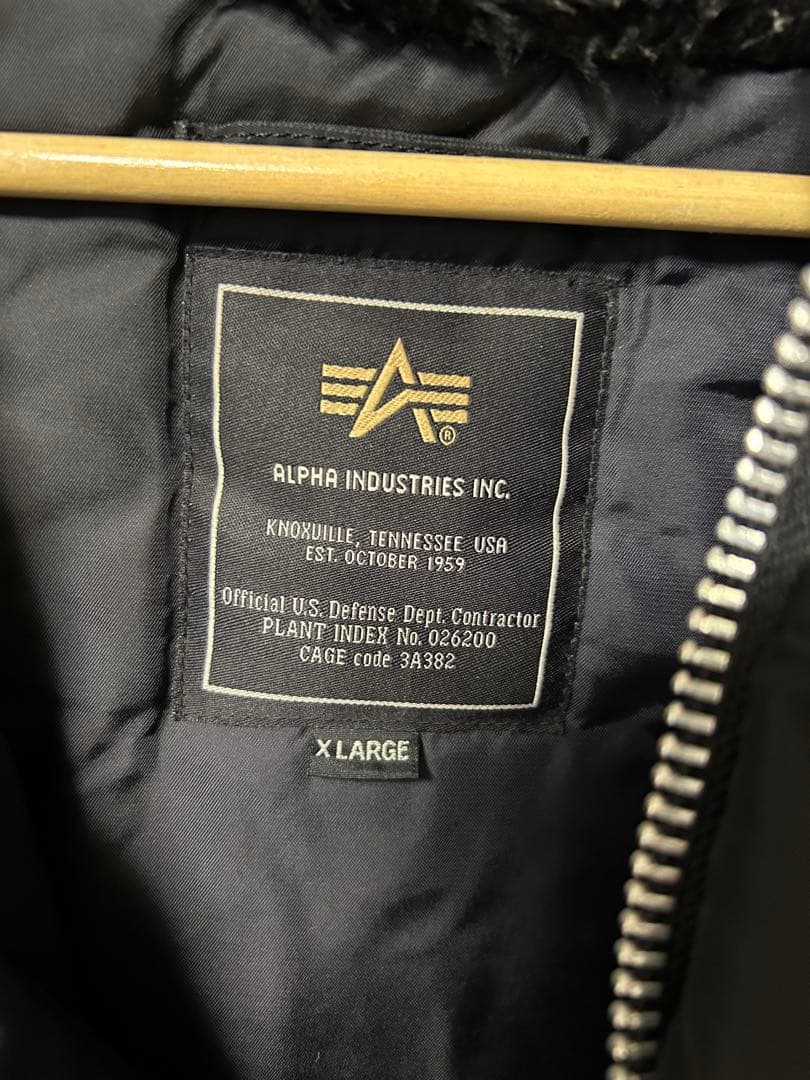 ®
ALPHA INDUSTRIES INC.
KNOXVILLE, TENNESSEE USA
EST. OCTOBER 1959
Official U.S. Defense Dept. Contractor
PLANT INDEX No. 026200
CAGE code 3A382
X LARGE